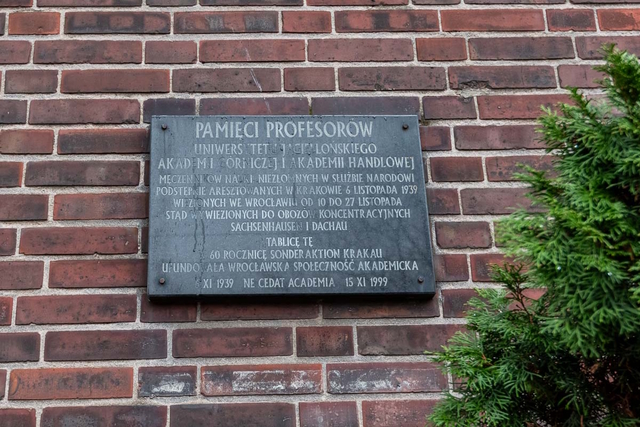 PAMIĘCI PROFESORÓW
UNIWERSYTETU JAGIELLOŃSKIEGO
AKADEMII GÓRNICZEJ I AKADEMII HANDLOWEJ
MĘCZENNIKÓW NAUKI NIEZŁOMNYCH W SŁUŻBIE NARODOWI
PODSTĘPNIE ARESZTOWANYCH W KRAKOWIE 6 LISTOPADA 1939
WIĘZIONYCH WE WROCŁAWIU OD 10 DO 27 LISTOPADA
STĄD WYWIEZIONYCH DO OBOZÓW KONCENTRACYJNYCH
SACHSENHAUSEN I DACHAU
TABLICĘ TĘ
60 ROCZNICĘ SONDERAKTION KRAKAU
UFUNDOWAŁA WROCŁAWSKA SPOŁECZNOŚĆ AKADEMICKA
XI 1939 NE CEDAT ACADEMIA 15 XI 1999